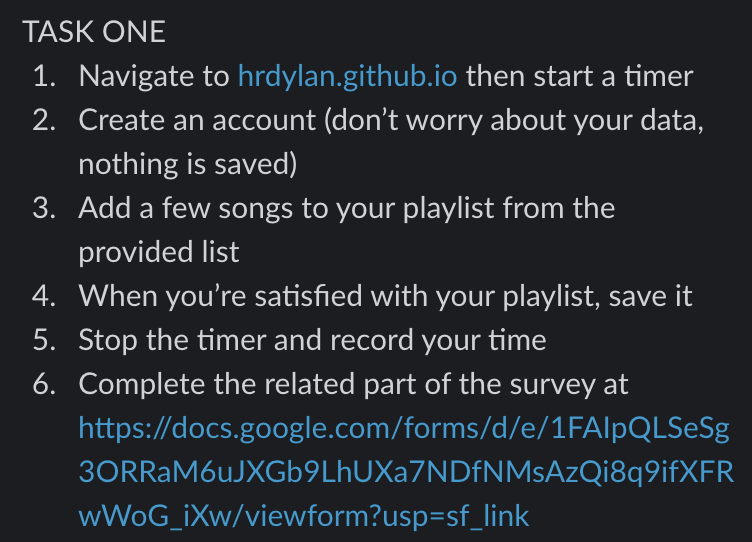 TASK ONE
1. Navigate to hrdylan.github.io then start a timer
2. Create an account (don’t worry about your data,
nothing is saved)
3. Add a few songs to your playlist from the
provided list
4. When you’re satisfied with your playlist, save it
5. Stop the timer and record your time
6. Complete the related part of the survey at
https://docs.google.com/forms/d/e/1FAIpQLSeSg
3ORRaM6uJXGb9LhUXa7NDfNMsAzQi8q9ifXFR
wWoG_iXw/viewform?usp=sf_link